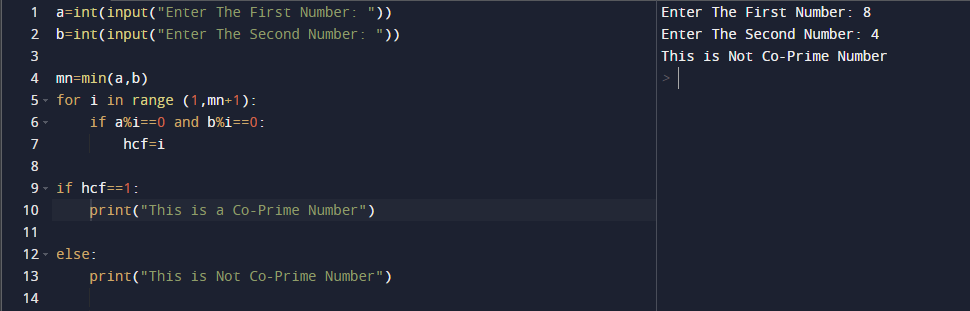 1 a=int(input("Enter The First Number: "))
2 b=int(input("Enter The Second Number: "))
3
4 mn=min(a,b)
5 for i in range (1,mn+1):
6     if a%i==0 and b%i==0:
7         hcf=i
8
9 if hcf==1:
10     print("This is a Co-Prime Number")
11
12 else:
13     print("This is Not Co-Prime Number")
14
Enter The First Number: 8
Enter The Second Number: 4
This is Not Co-Prime Number
>